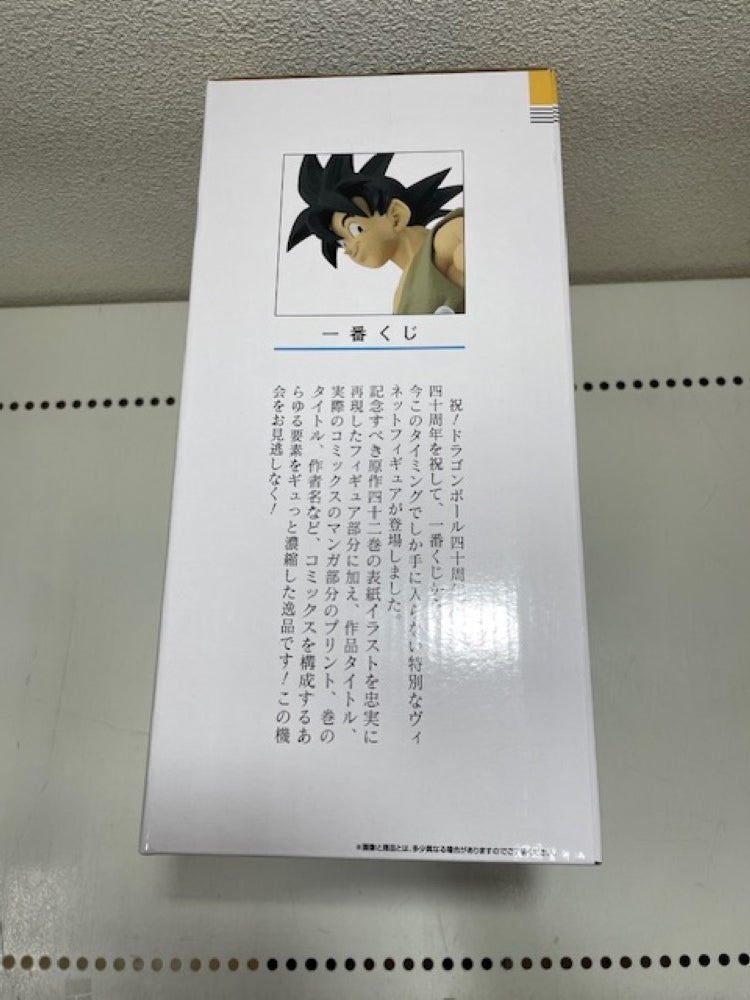 一番くじ
祝！ドラゴンボール四十周
四十周年を祝して、一番くじ
今このタイミングでしか手に入らない特別なヴィ
ネットフィギュアが登場しました。
記念すべき原作四十二巻の表紙イラストを忠実に
再現したフィギュア部分に加え、作品タイトル、
実際のコミックスのマンガ部分のプリント、巻の
タイトル、作者名など、コミックスを構成するあ
らゆる要素をギュっと濃縮した逸品です！この機
会をお見逃しなく！
※画像と商品とは、多少異なる場合がありますのでご了承ください。